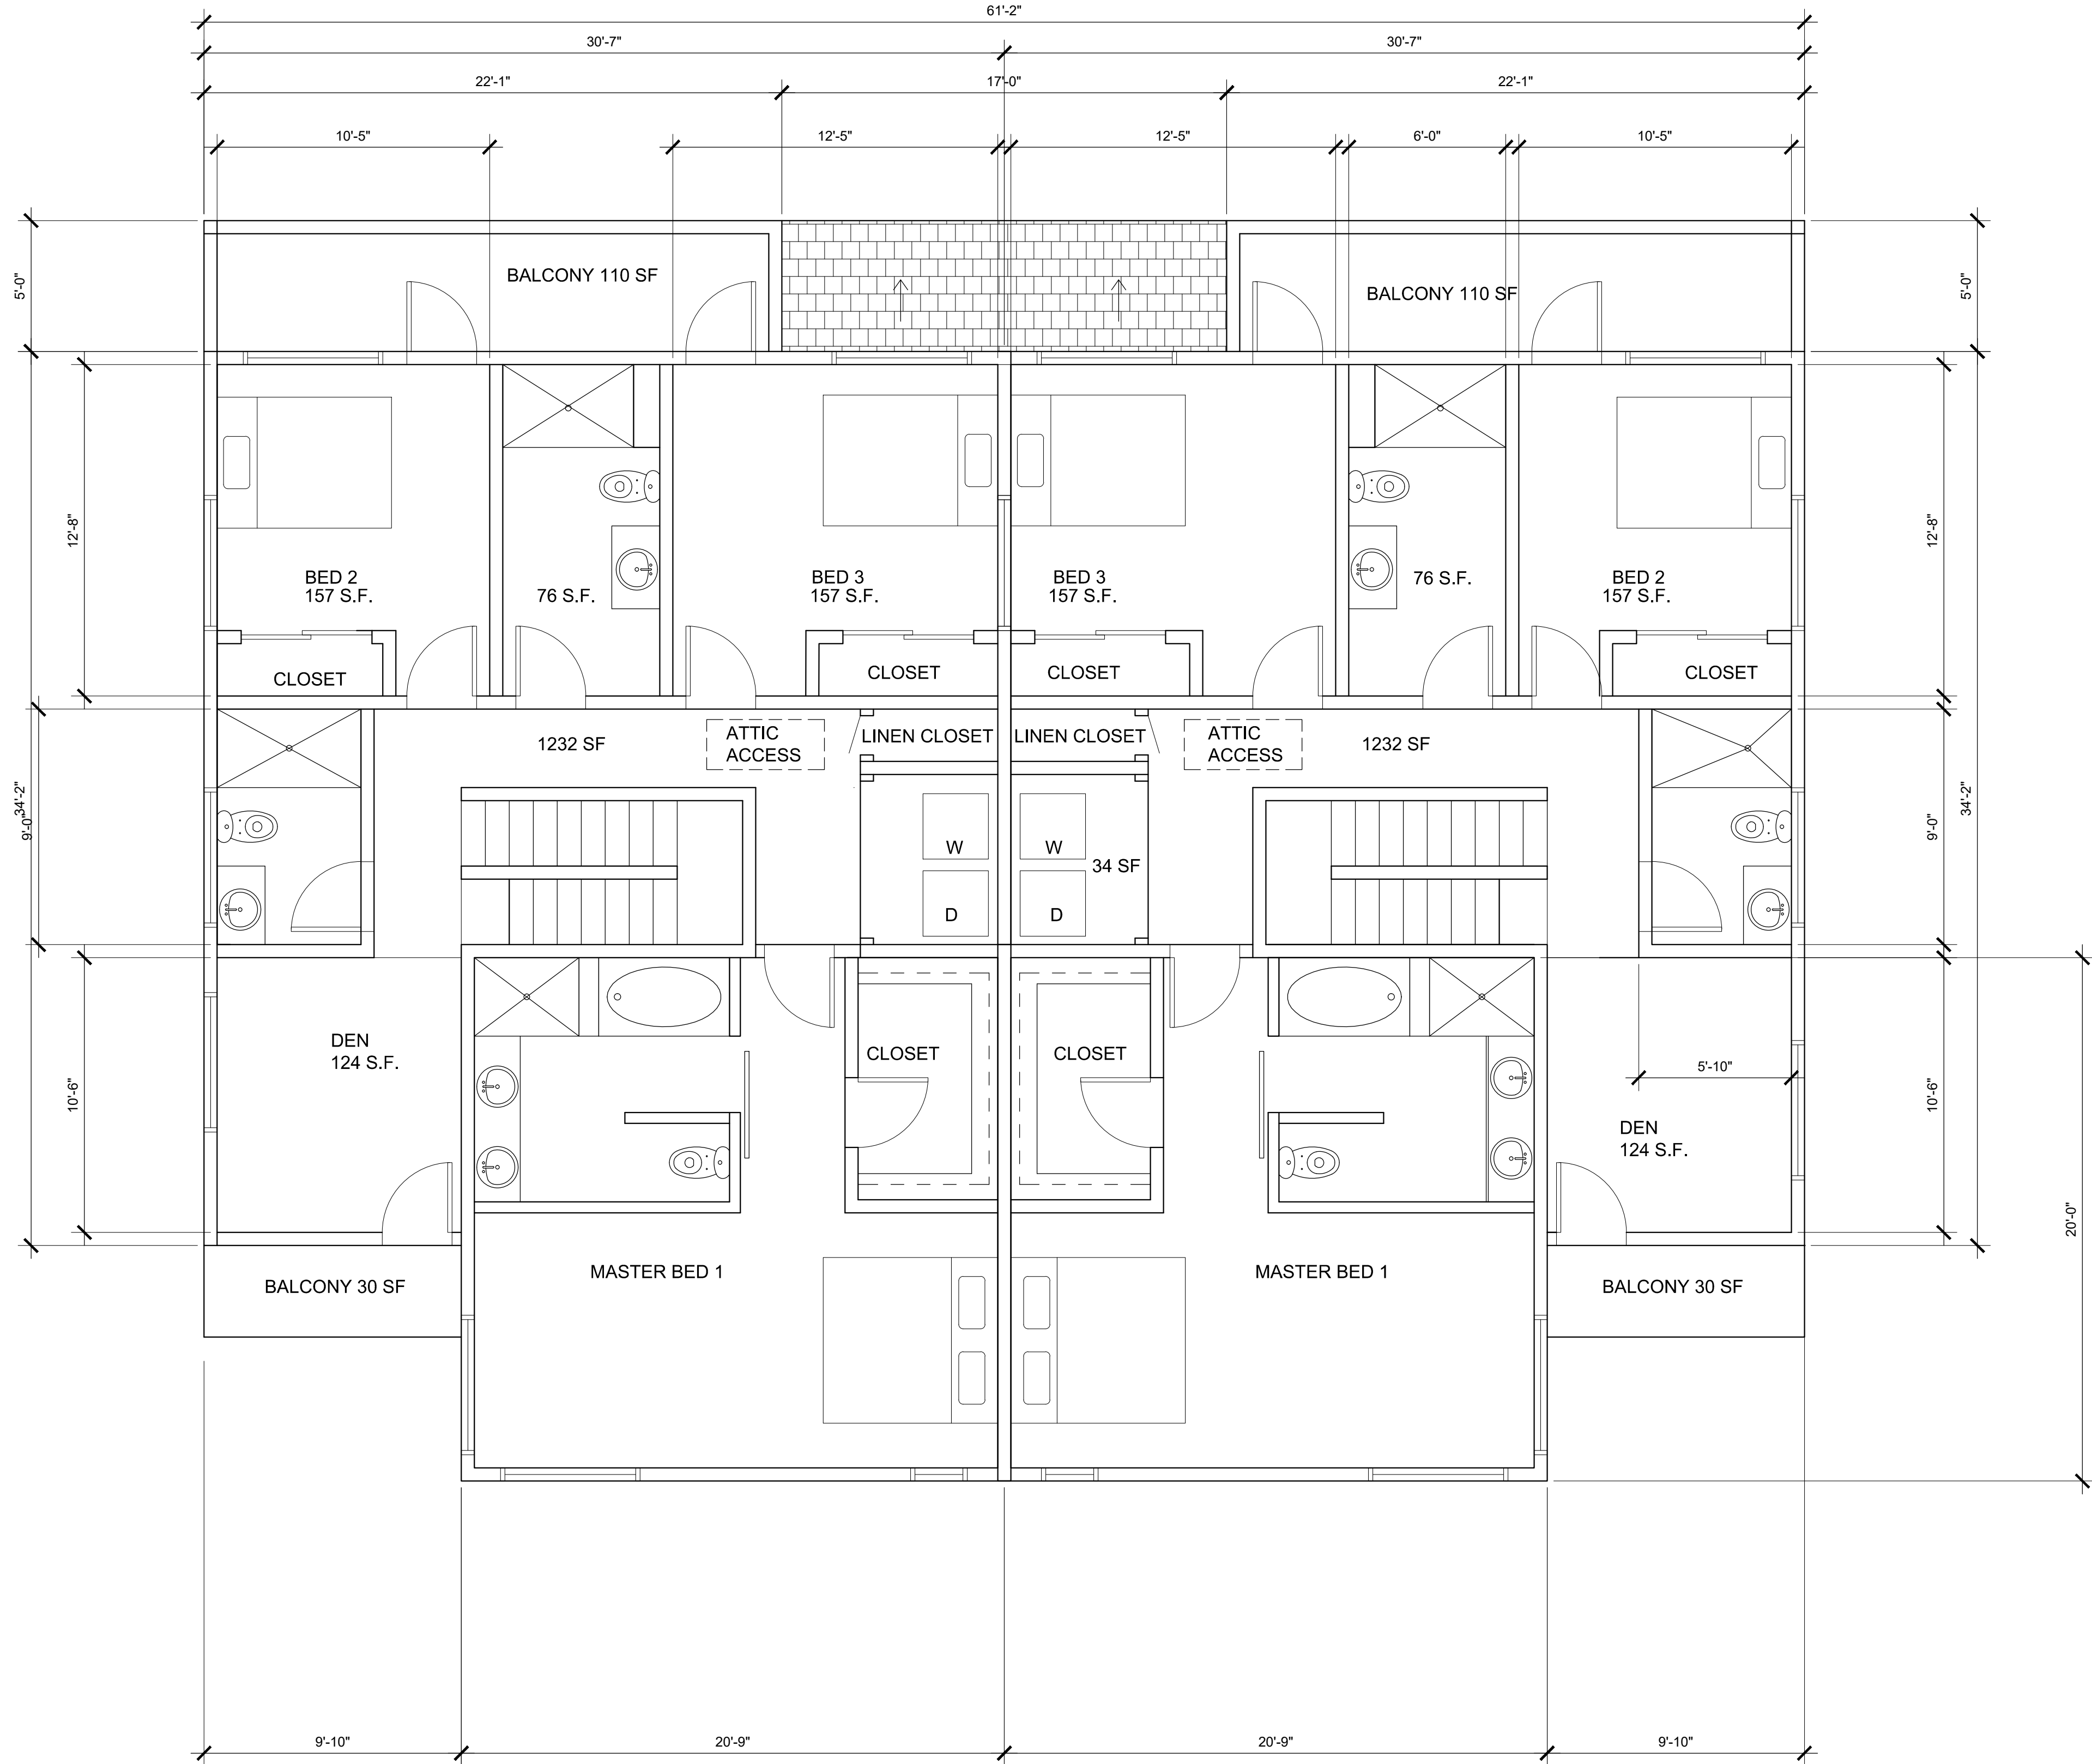 61'-2"
30'-7"
30'-7"
22'-1"
17'-0"
22'-1"
10'-5"
12'-5"
12'-5"
6'-0"
10'-5"
5'-0"
BALCONY 110 SF
BALCONY 110 SF
5'-0"
12'-8"
BED 2
157 S.F.
76 S.F.
BED 3
157 S.F.
BED 3
157 S.F.
76 S.F.
BED 2
157 S.F.
12'-8"
CLOSET
CLOSET
CLOSET
CLOSET
1232 SF
ATTIC
ACCESS
LINEN CLOSET
LINEN CLOSET
ATTIC
ACCESS
1232 SF
34'-2"
9'-0"
W
W
34 SF
D
D
9'-0"
34'-2"
DEN
124 S.F.
CLOSET
CLOSET
5'-10"
10'-6"
10'-6"
DEN
124 S.F.
20'-0"
BALCONY 30 SF
MASTER BED 1
MASTER BED 1
BALCONY 30 SF
9'-10"
20'-9"
20'-9"
9'-10"